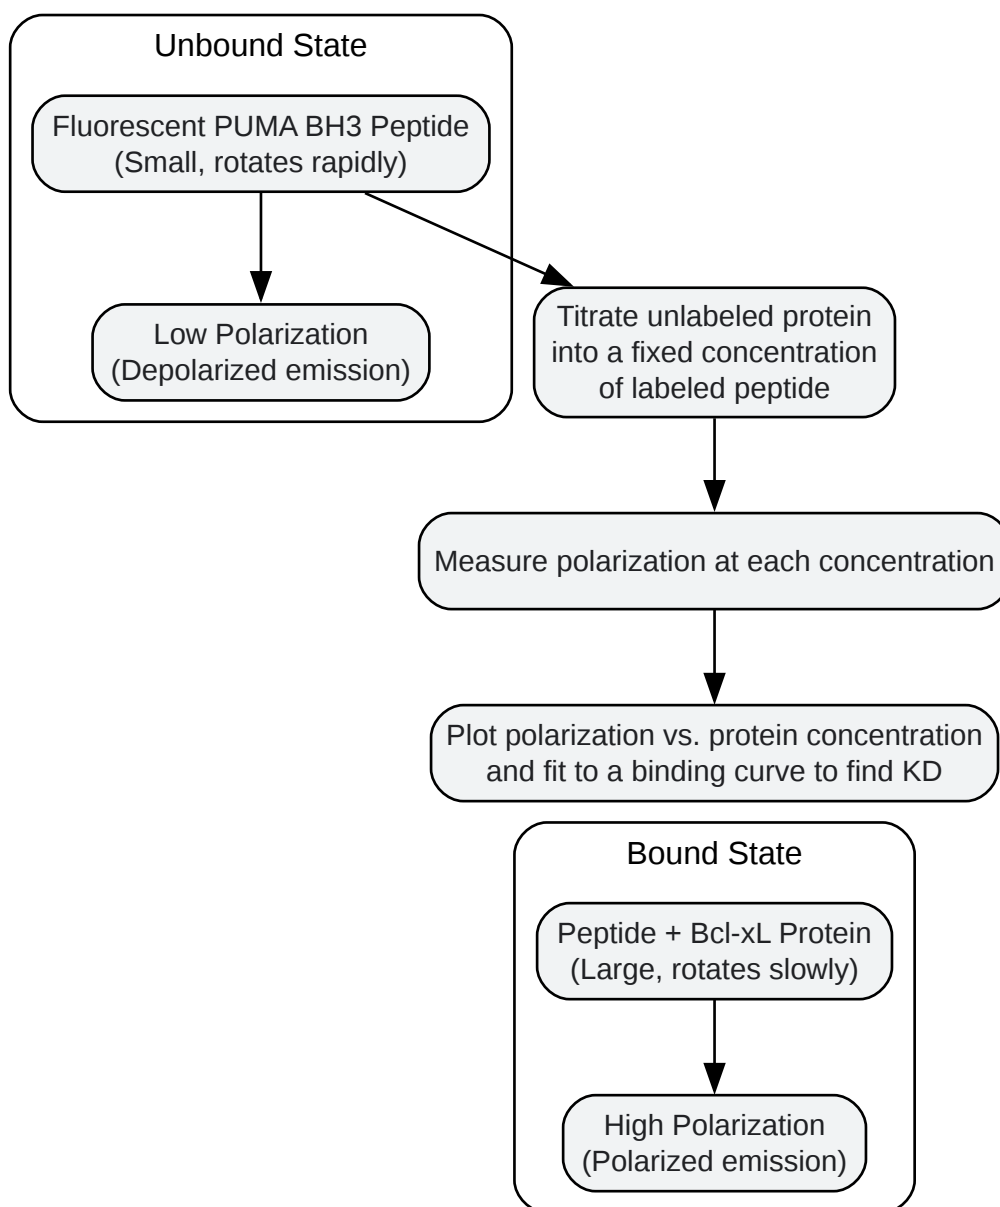 Unbound State
Fluorescent PUMA BH3 Peptide
(Small, rotates rapidly)
Low Polarization
(Depolarized emission)
Titrate unlabeled protein
into a fixed concentration
of labeled peptide
Measure polarization at each concentration
Plot polarization vs. protein concentration
and fit to a binding curve to find KD
Bound State
Peptide + Bcl-xL Protein
(Large, rotates slowly)
High Polarization
(Polarized emission)